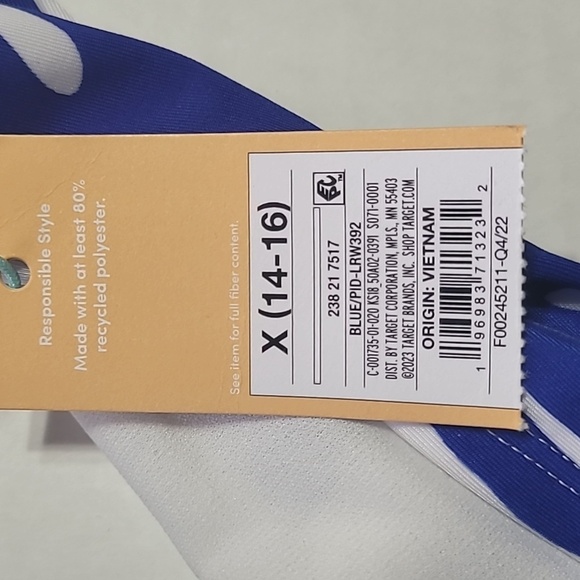 Responsible Style
Made with at least 80%
recycled polyester.
See item for full fiber content.
X (14-16)
EPC™
238 21 7517
BLUE/PID-LRW392
C-001735-01-020 KS18 50A02-0391 S071-0001
DIST. BY TARGET CORPORATION, MPLS, MN 55403
©2023 TARGET BRANDS, INC. SHOP TARGET.COM
ORIGIN: VIETNAM
1 96983 71323 2
F00245211-Q4/22